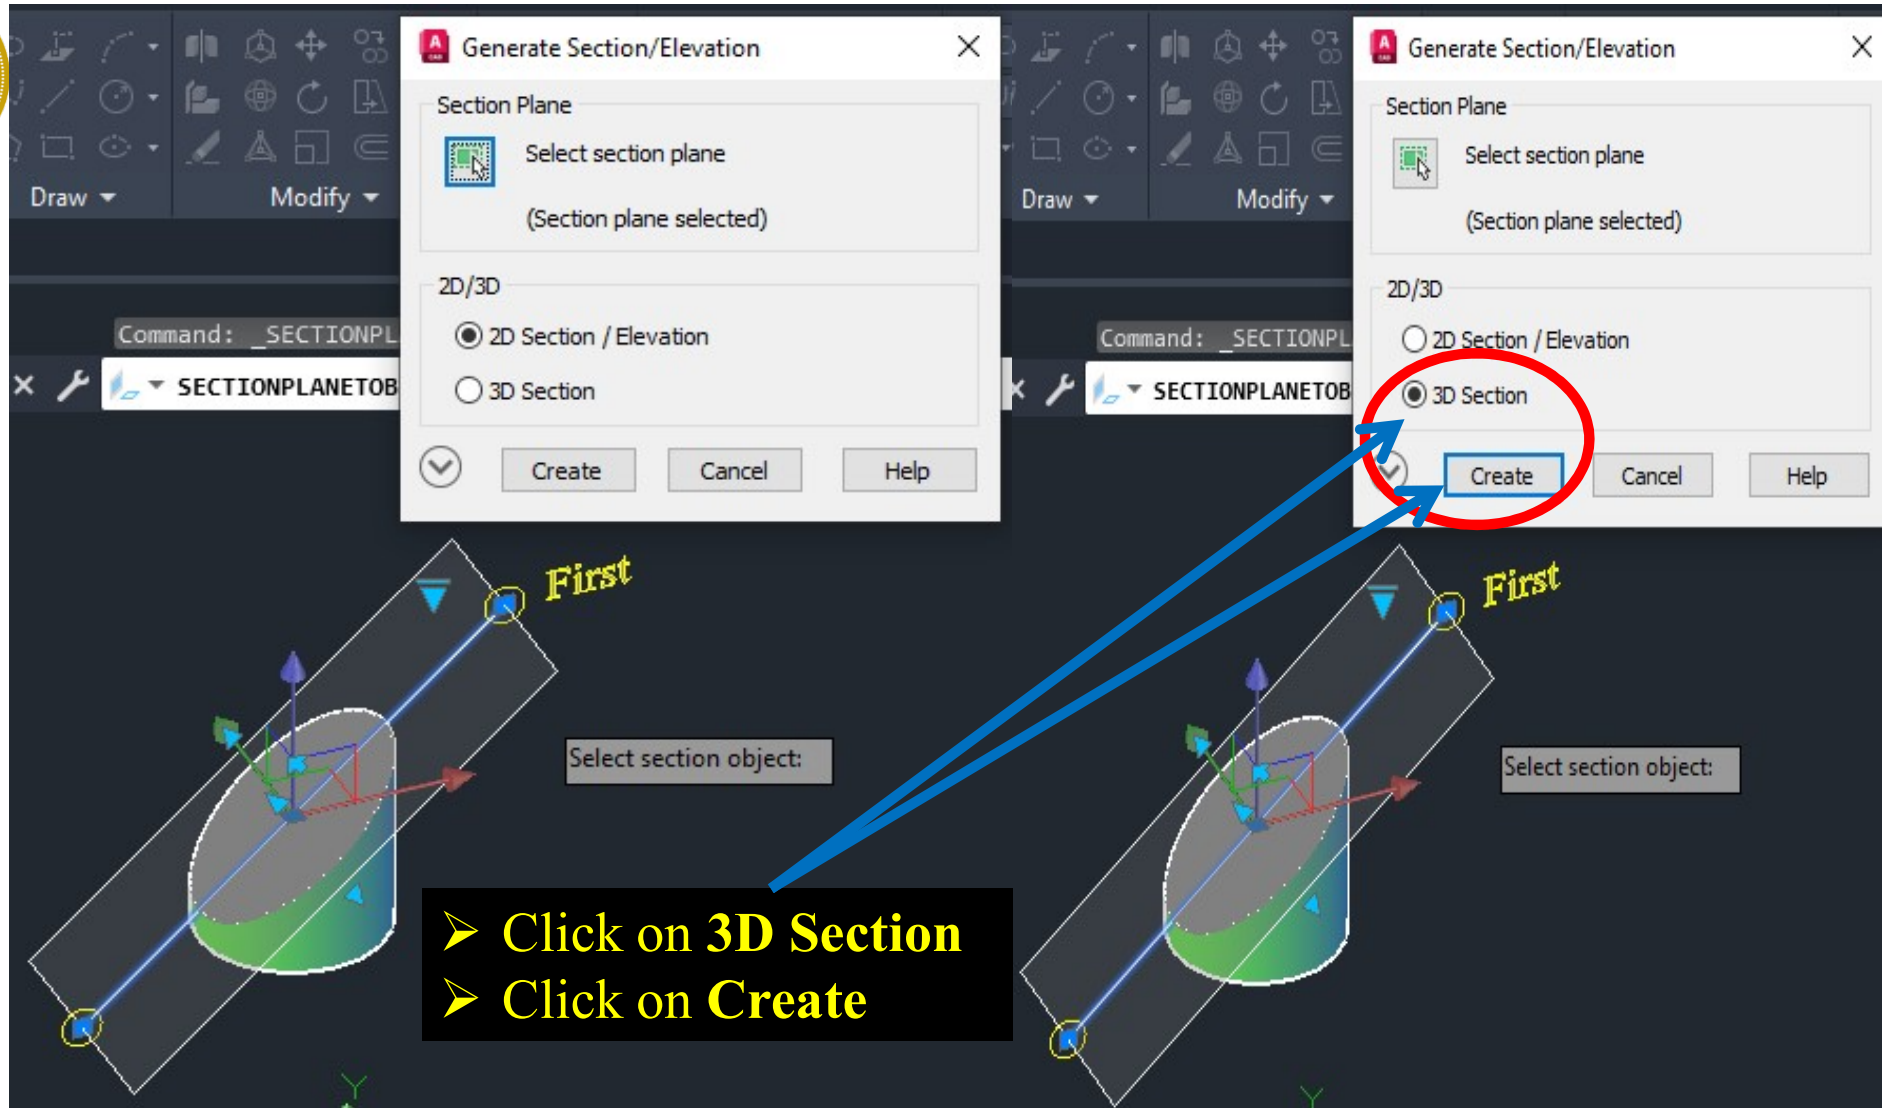 Generate Section/Elevation
Section Plane
Select section plane
(Section plane selected)
2D/3D
2D Section / Elevation
3D Section
Create Cancel Help
Draw Modify
Command: _SECTIONPL
SECTIONPLANETOB
First
Select section object:
Y
Generate Section/Elevation
Section Plane
Select section plane
(Section plane selected)
2D/3D
2D Section / Elevation
3D Section
Create Cancel Help
Draw Modify
Command: _SECTIONPL
SECTIONPLANETOB
First
Select section object:
Y
➢ Click on 3D Section
➢ Click on Create